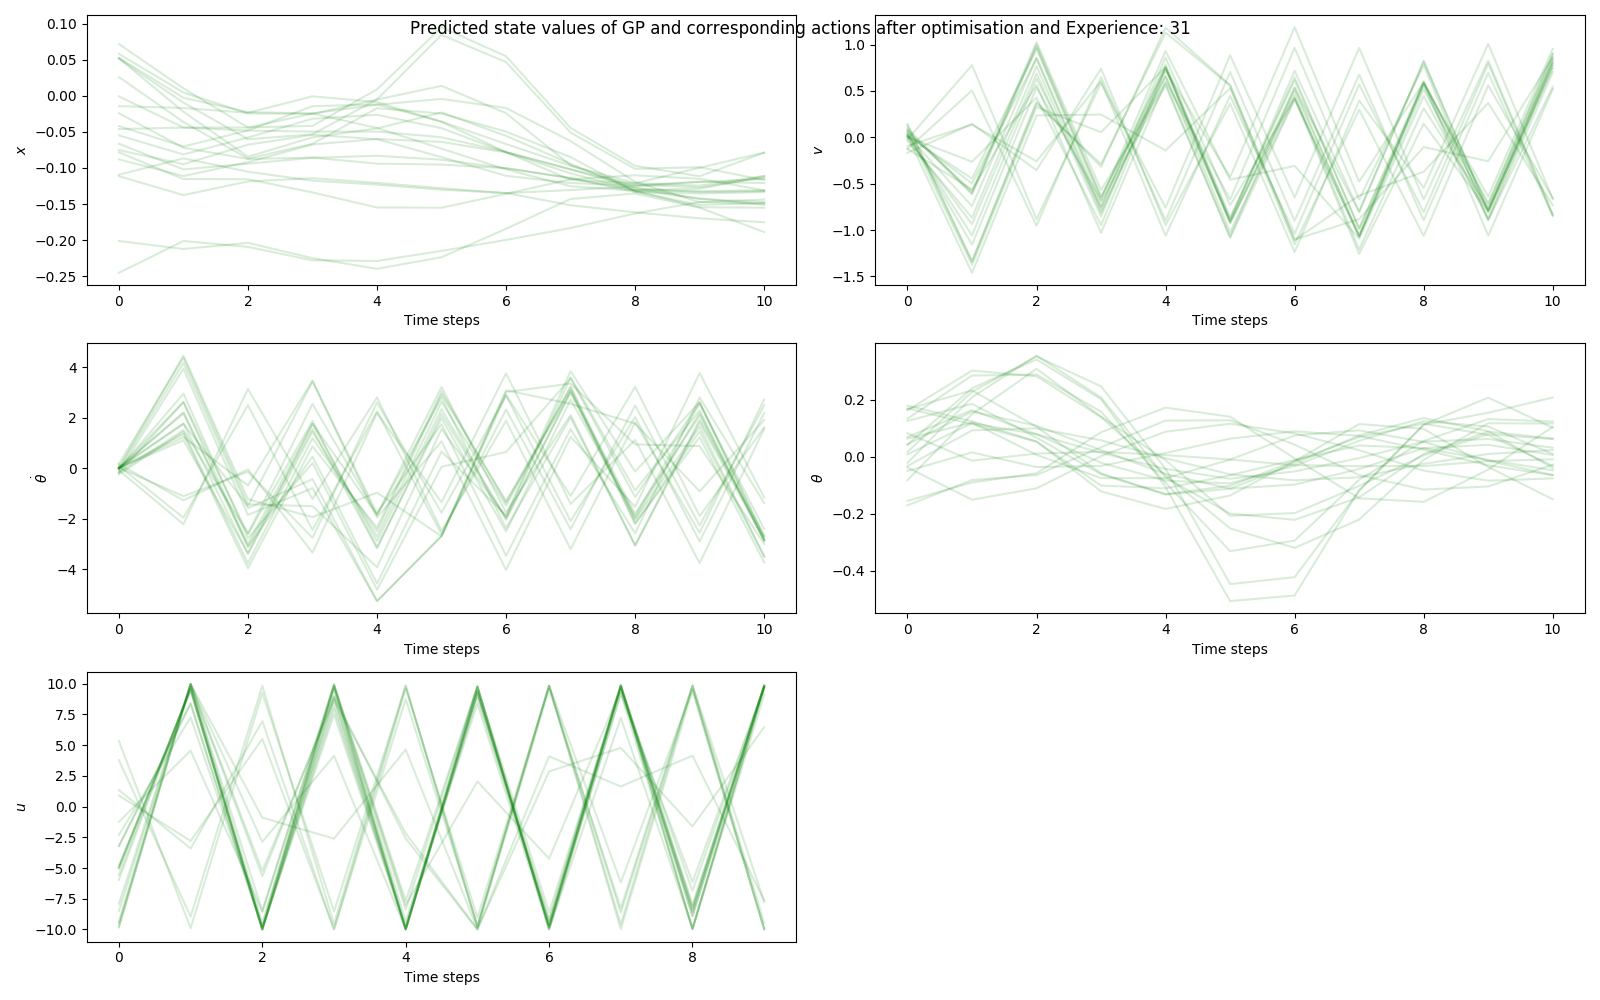 Predicted state values of GP and corresponding actions after optimisation and Experience: 31
0.10
0.05
0.00
−0.05
−0.10
−0.15
−0.20
−0.25
x
0 2 4 6 8 10
Time steps
1.0
0.5
0.0
−0.5
−1.0
−1.5
v
0 2 4 6 8 10
Time steps
4
2
0
−2
−4
θ̇
0 2 4 6 8 10
Time steps
0.2
0.0
−0.2
−0.4
θ
0 2 4 6 8 10
Time steps
10.0
7.5
5.0
2.5
0.0
−2.5
−5.0
−7.5
−10.0
u
0 2 4 6 8
Time steps